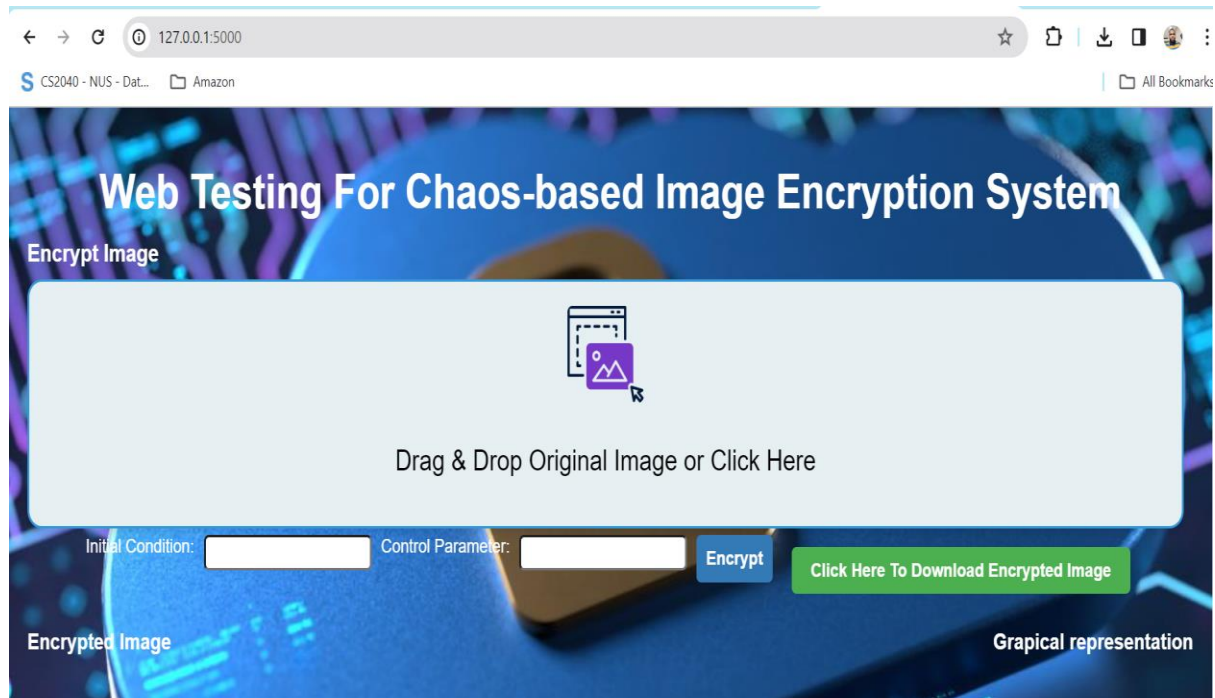 127.0.0.1:5000
S CS2040 - NUS - Dat... Amazon All Bookmarks
Web Testing For Chaos-based Image Encryption System
Encrypt Image
Drag & Drop Original Image or Click Here
Initial Condition: Control Parameter: Encrypt Click Here To Download Encrypted Image
Encrypted Image Grapical representation